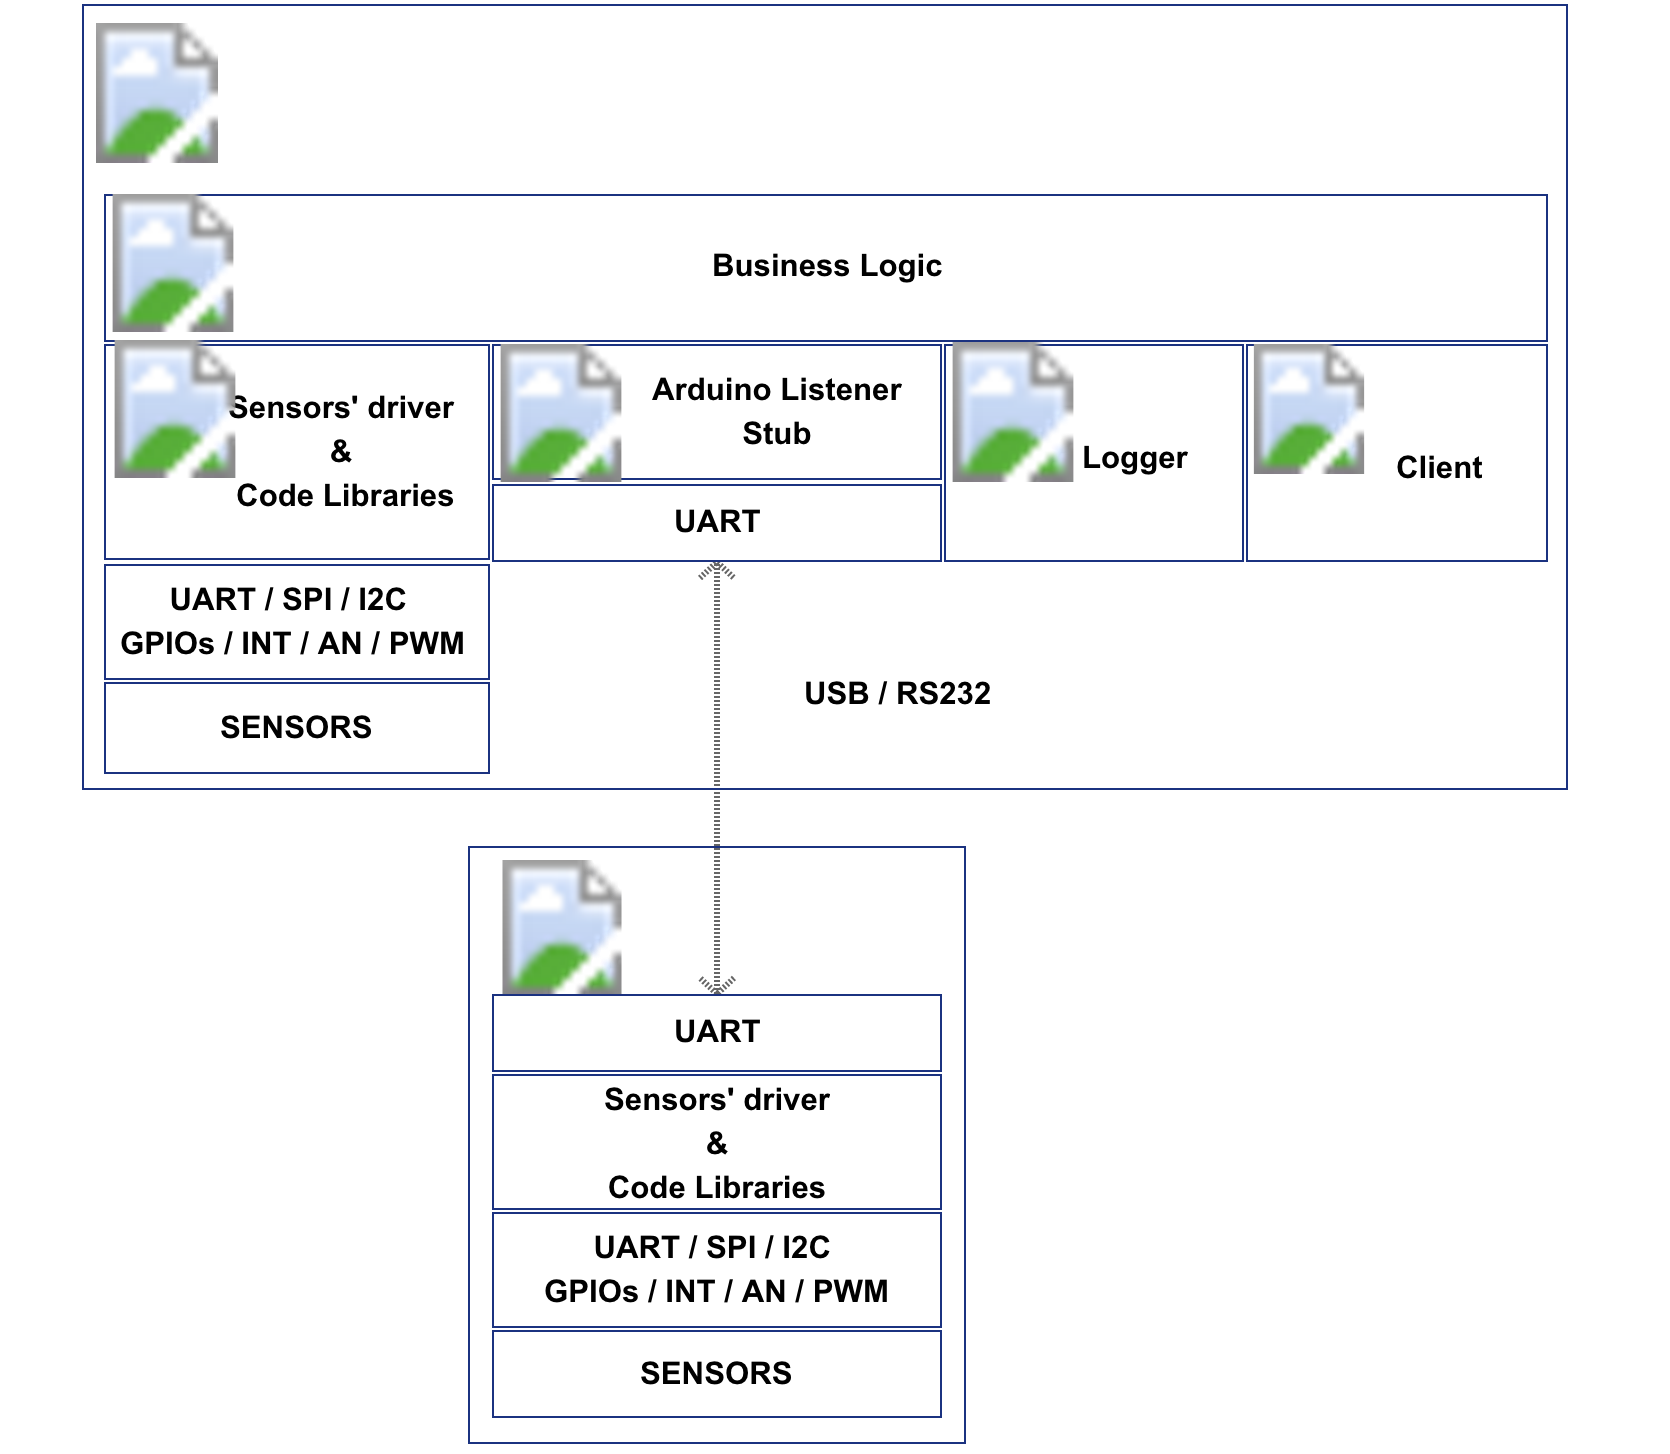 Business Logic
Sensors' driver
&
Code Libraries
Arduino Listener
Stub
UART
Logger
Client
UART / SPI / I2C
GPIOs / INT / AN / PWM
SENSORS
USB / RS232
UART
Sensors' driver
&
Code Libraries
UART / SPI / I2C
GPIOs / INT / AN / PWM
SENSORS